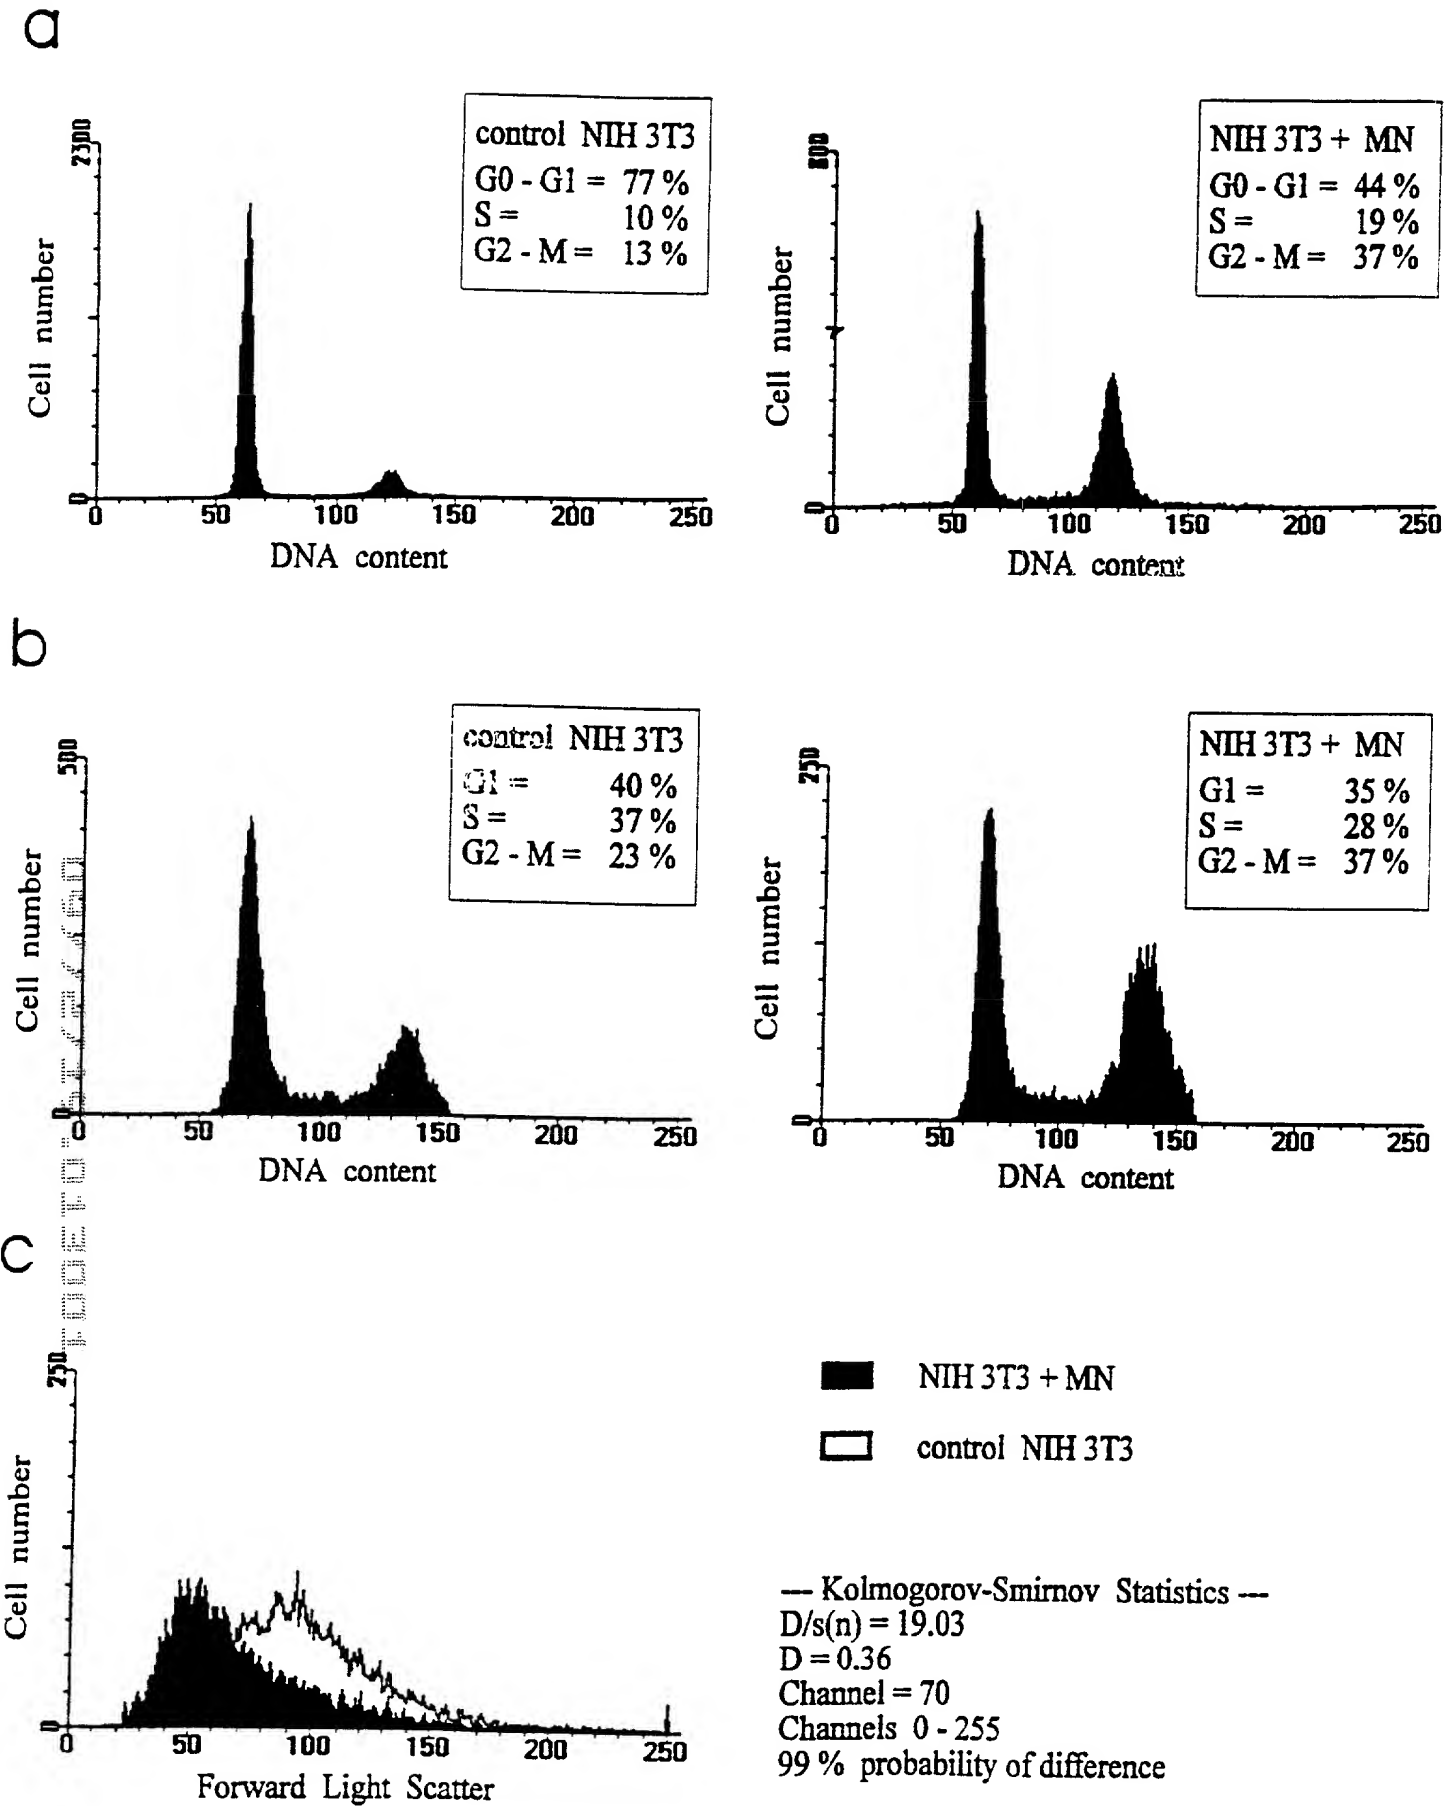 a
control NIH 3T3
G0 - G1 = 77 %
S = 10 %
G2 - M = 13 %
2300
Cell number
0
0 50 100 150 200 250
DNA content
NIH 3T3 + MN
G0 - G1 = 44 %
S = 19 %
G2 - M = 37 %
800
Cell number
0
0 50 100 150 200 250
DNA content
b
control NIH 3T3
G1 = 40 %
S = 37 %
G2 - M = 23 %
500
Cell number
0
0 50 100 150 200 250
DNA content
NIH 3T3 + MN
G1 = 35 %
S = 28 %
G2 - M = 37 %
250
Cell number
0
0 50 100 150 200 250
DNA content
c
250
Cell number
0
0 50 100 150 200 250
Forward Light Scatter
NIH 3T3 + MN
control NIH 3T3
--- Kolmogorov-Smirnov Statistics ---
D/s(n) = 19.03
D = 0.36
Channel = 70
Channels 0 - 255
99 % probability of difference